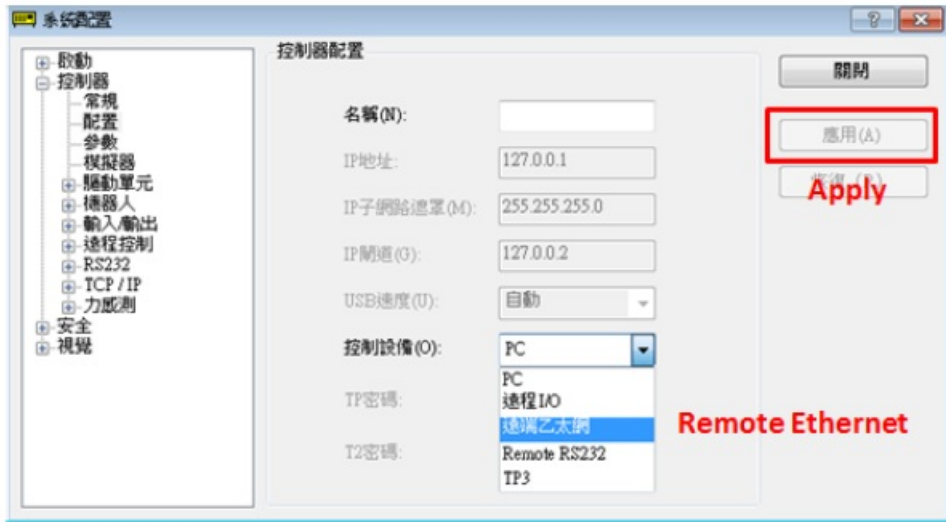 系統配置
啟動
控制器
常規
配置
參數
模擬器
驅動單元
機器人
輸入/輸出
遠程控制
RS232
TCP / IP
力感測
安全
視覺
控制器配置
名稱(N):
IP地址:
127.0.0.1
IP子網路遮罩(M):
255.255.255.0
IP閘道(G):
127.0.0.2
USB速度(U):
自動
控制設備(O):
PC
PC
遠程I/O
遠端乙太網
Remote RS232
TP3
TP密碼:
T2密碼:
關閉
應用(A)
Apply
Remote Ethernet